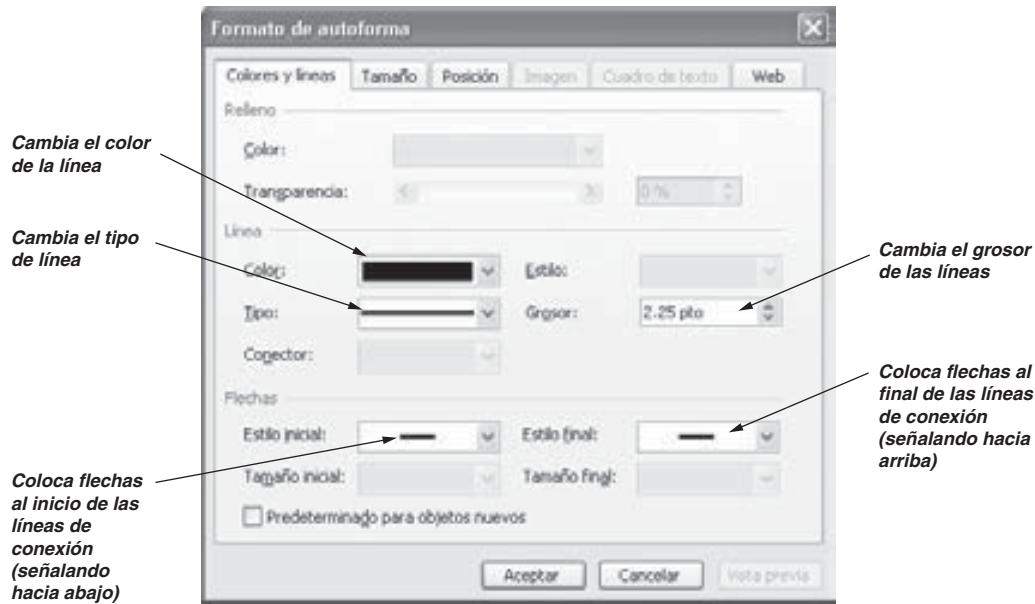 Formato de autoforma
Colores y líneas Tamaño Posición Imagen Cuadro de texto Web
Relleno
Color:
Transparencia: 0 %
Línea
Color: Estilo:
Tipo: Grosor: 2.25 pto
Conector:
Flechas
Estilo inicial: Estilo final:
Tamaño inicial: Tamaño final:
Predeterminado para objetos nuevos
Aceptar Cancelar Vista previa
Cambia el color
de la línea
Cambia el tipo
de línea
Coloca flechas
al inicio de las
líneas de
conexión
(señalando
hacia abajo)
Cambia el grosor
de las líneas
Coloca flechas al
final de las líneas
de conexión
(señalando hacia
arriba)